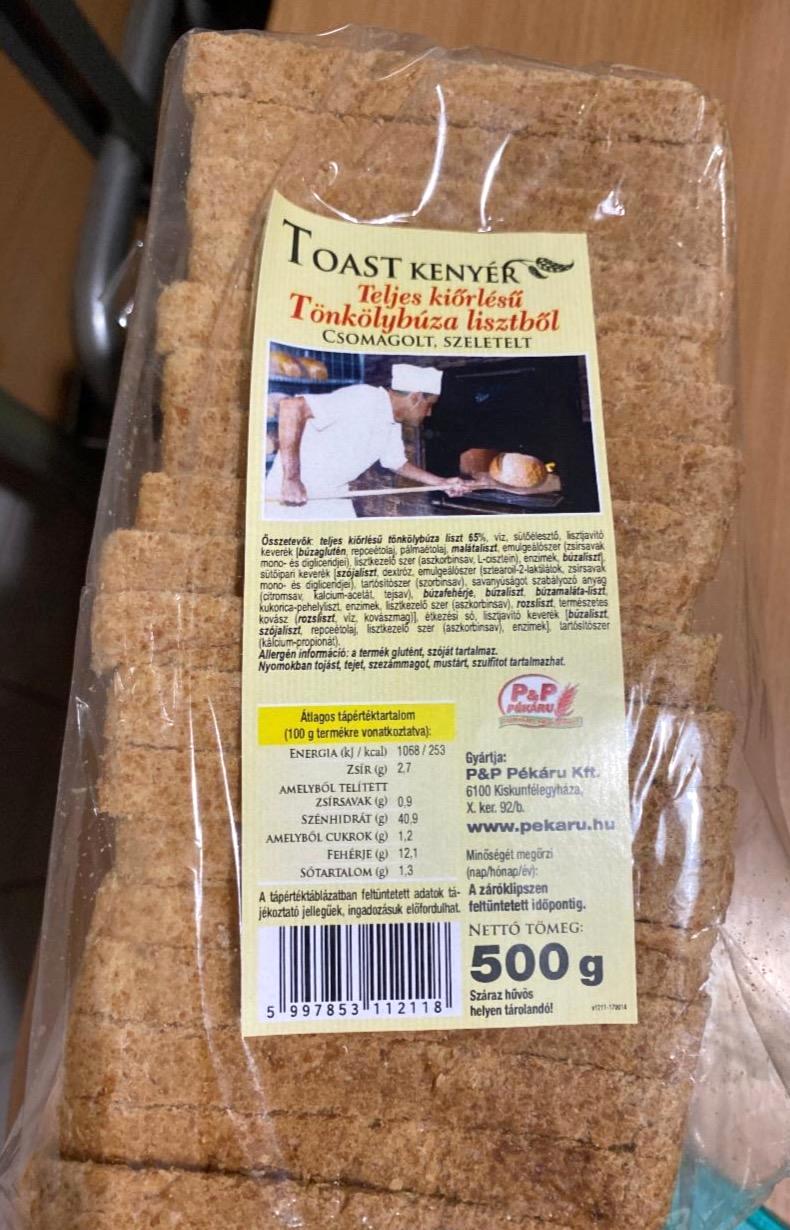 TOAST KENYÉR
Teljes kiőrlésű
Tönkölybúza lisztből
CSOMAGOLT, SZELETELT
Összetevők: teljes kiőrlésű tönkölybúza liszt 65%, víz, sütőélesztő, lisztjavító
keverék [búzaglutén, repceétolaj, pálmaétolaj, malátaliszt, emulgeálószer (zsírsavak
mono- és digliceridjei), lisztkezelő szer (aszkorbinsav, L-cisztein), enzimek, búzaliszt],
sütőipari keverék [szójaliszt, dextróz, emulgeálószer (sztearoil-2-laktilátok, zsírsavak
mono- és digliceridjei), tartósítószer (szorbinsav), savanyúságot szabályozó anyag
(citromsav, kalcium-acetát, tejsav), búzafehérje, búzaliszt, búzamaláta-liszt,
kukorica-pehelyliszt, enzimek, lisztkezelő szer (aszkorbinsav), rozsliszt, természetes
kovász (rozsliszt, víz, kovászmag)], étkezési só, lisztjavító keverék [búzaliszt,
szójaliszt, repceétolaj, lisztkezelő szer (aszkorbinsav), enzimek], tartósítószer
(kálcium-propionát).
Allergén információ: a termék glutént, szóját tartalmaz.
Nyomokban tojást, tejet, szezámmagot, mustárt, szulfitot tartalmazhat.
P&P
PÉKÁRU
Átlagos tápértéktartalom
(100 g termékre vonatkoztatva):
ENERGIA (kJ / kcal) 1068 / 253
ZSÍR (g) 2,7
AMELYBŐL TELÍTETT
ZSÍRSAVAK (g) 0,9
SZÉNHIDRÁT (g) 40,9
AMELYBŐL CUKROK (g) 1,2
FEHÉRJE (g) 12,1
SÓTARTALOM (g) 1,3
A tápértéktáblázatban feltüntetett adatok tá-
jékoztató jellegűek, ingadozásuk előfordulhat.
5 997853 112118
Gyártja:
P&P Pékáru Kft.
6100 Kiskunfélegyháza,
X. ker. 92/b.
www.pekaru.hu
Minőségét megőrzi
(nap/hónap/év):
A záróklipszen
feltüntetett időpontig.
NETTÓ TÖMEG:
500 g
Száraz hűvös
helyen tárolandó!